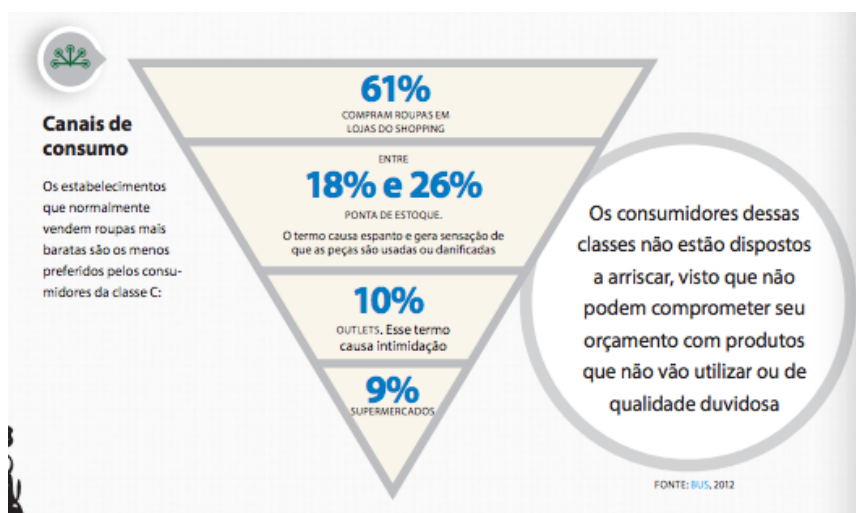 Canais de
consumo
Os estabelecimentos
que normalmente
vendem roupas mais
baratas são os menos
preferidos pelos consu-
midores da classe C:
61%
COMPRAM ROUPAS EM
LOJAS DO SHOPPING
ENTRE
18% e 26%
PONTA DE ESTOQUE.
O termo causa espanto e gera sensação de
que as peças são usadas ou danificadas
10%
OUTLETS. Esse termo
causa intimidação
9%
SUPERMERCADOS
Os consumidores dessas
classes não estão dispostos
a arriscar, visto que não
podem comprometer seu
orçamento com produtos
que não vão utilizar ou de
qualidade duvidosa
FONTE: BUS, 2012